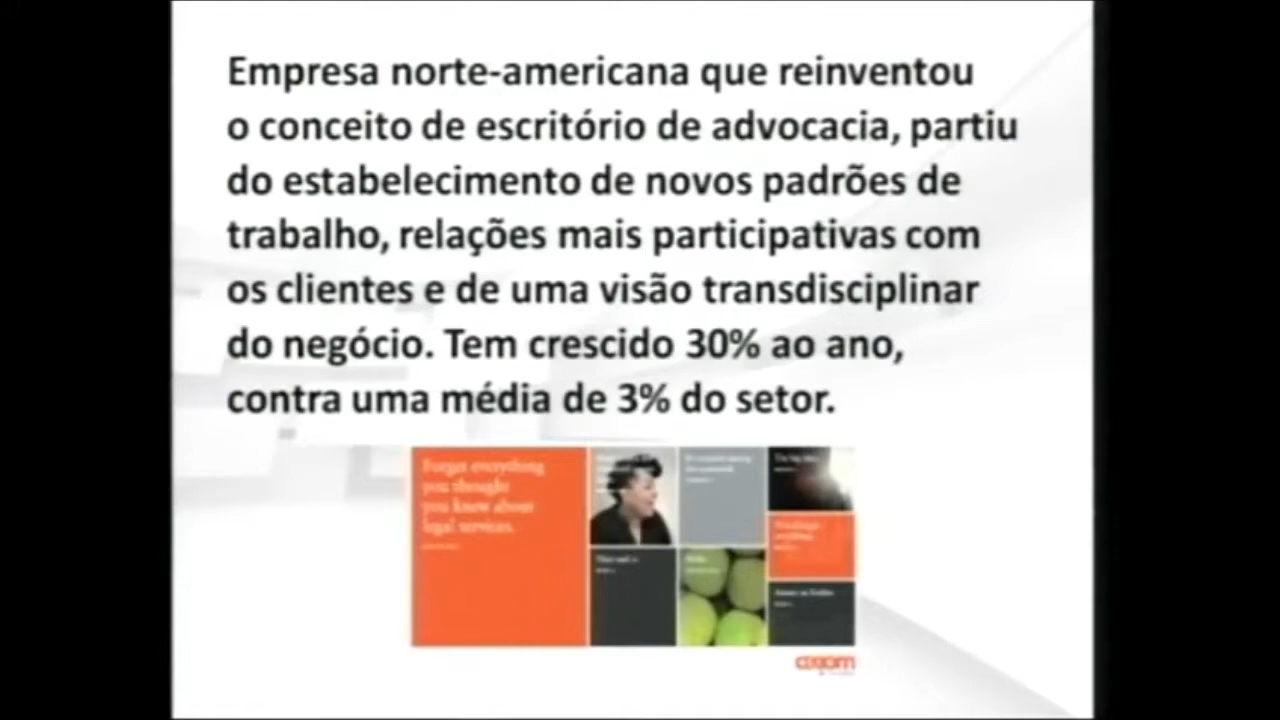 Empresa norte-americana que reinventou
o conceito de escritório de advocacia, partiu
do estabelecimento de novos padrões de
trabalho, relações mais participativas com
os clientes e de uma visão transdisciplinar
do negócio. Tem crescido 30% ao ano,
contra uma média de 3% do setor.
Forget everything
you thought
you knew about
legal services.
axiom